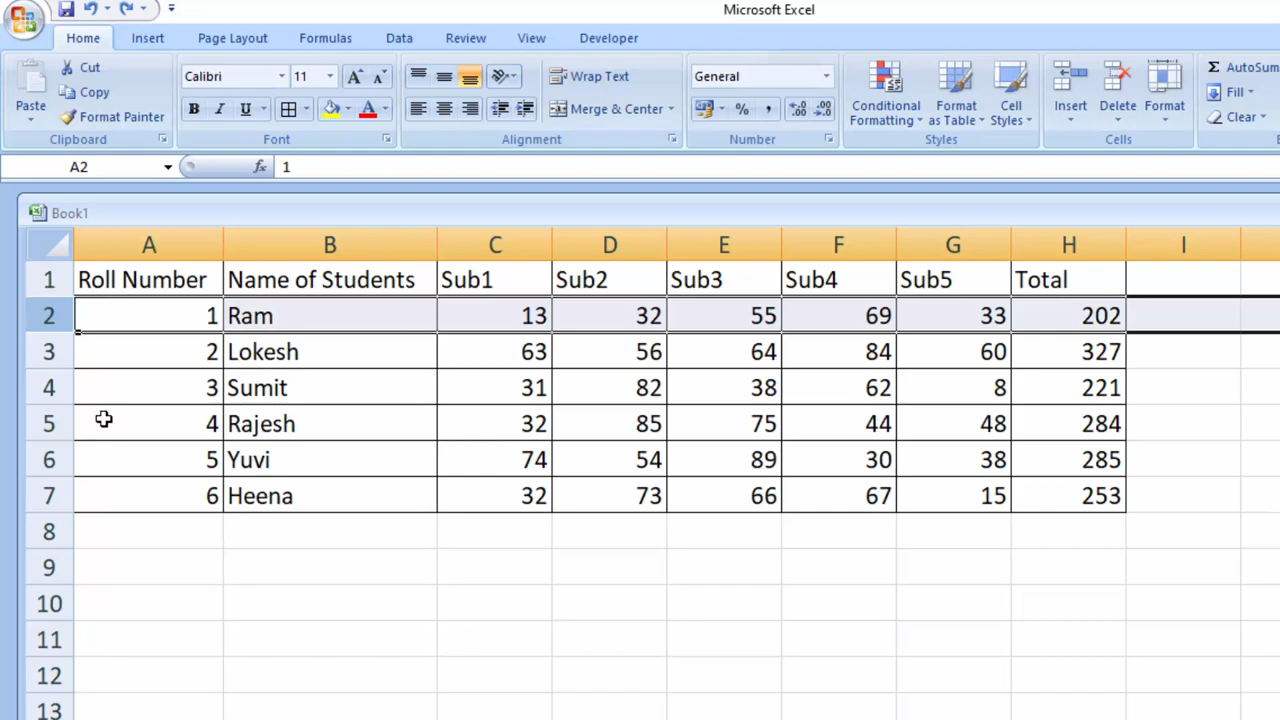 Microsoft Excel
Home Insert Page Layout Formulas Data Review View Developer
Paste Cut Copy Format Painter Clipboard
Calibri 11 A A B I U A Font
Wrap Text Merge & Center Alignment
General % , .0 .00 .00 .0 Number
Conditional Formatting Format as Table Cell Styles Styles
Insert Delete Format Cells
Σ AutoSum Fill Clear
A2 fx 1
Book1
A B C D E F G H I
1 Roll Number Name of Students Sub1 Sub2 Sub3 Sub4 Sub5 Total
2 1 Ram 13 32 55 69 33 202
3 2 Lokesh 63 56 64 84 60 327
4 3 Sumit 31 82 38 62 8 221
5 4 Rajesh 32 85 75 44 48 284
6 5 Yuvi 74 54 89 30 38 285
7 6 Heena 32 73 66 67 15 253
8
9
10
11
12
13